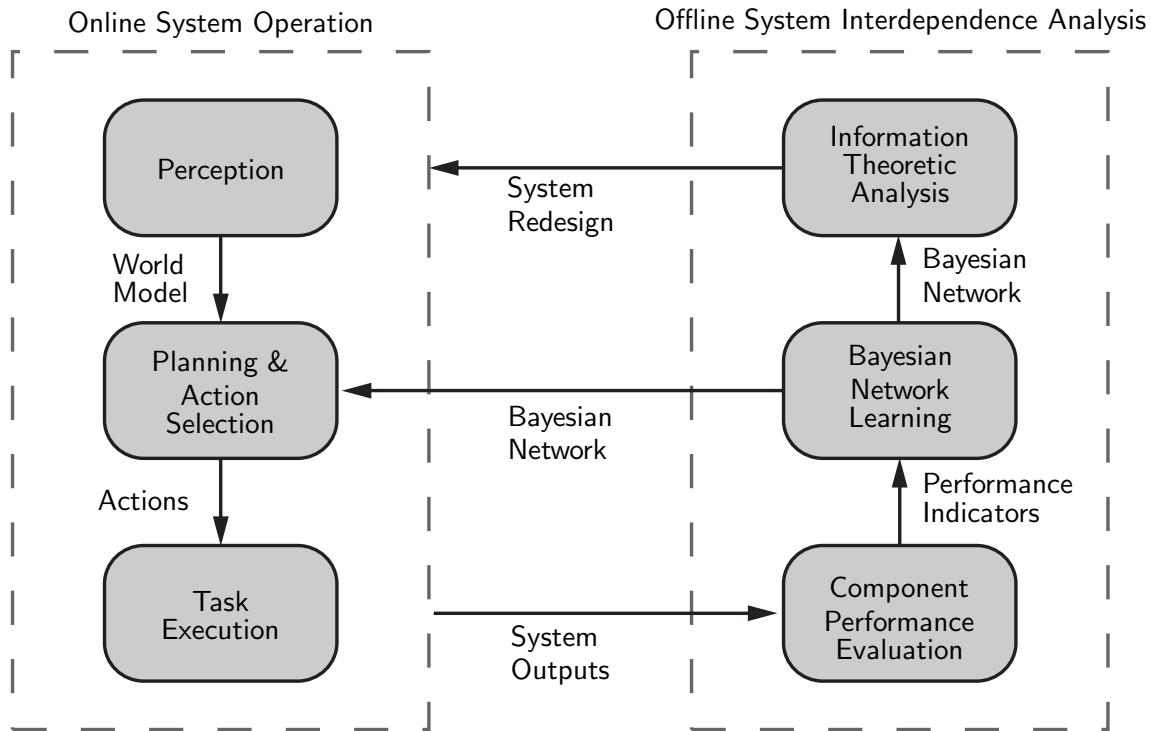 Online System Operation
Offline System Interdependence Analysis
Perception
Information
Theoretic
Analysis
System
Redesign
World
Model
Bayesian
Network
Planning &
Action
Selection
Bayesian
Network
Learning
Bayesian
Network
Actions
Performance
Indicators
Task
Execution
Component
Performance
Evaluation
System
Outputs